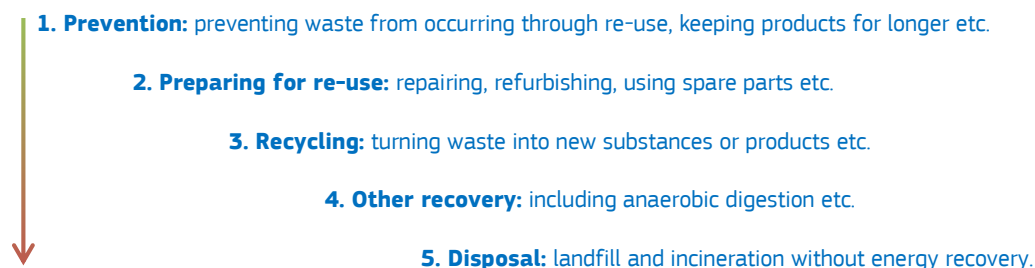 1. Prevention: preventing waste from occurring through re-use, keeping products for longer etc.
2. Preparing for re-use: repairing, refurbishing, using spare parts etc.
3. Recycling: turning waste into new substances or products etc.
4. Other recovery: including anaerobic digestion etc.
5. Disposal: landfill and incineration without energy recovery.